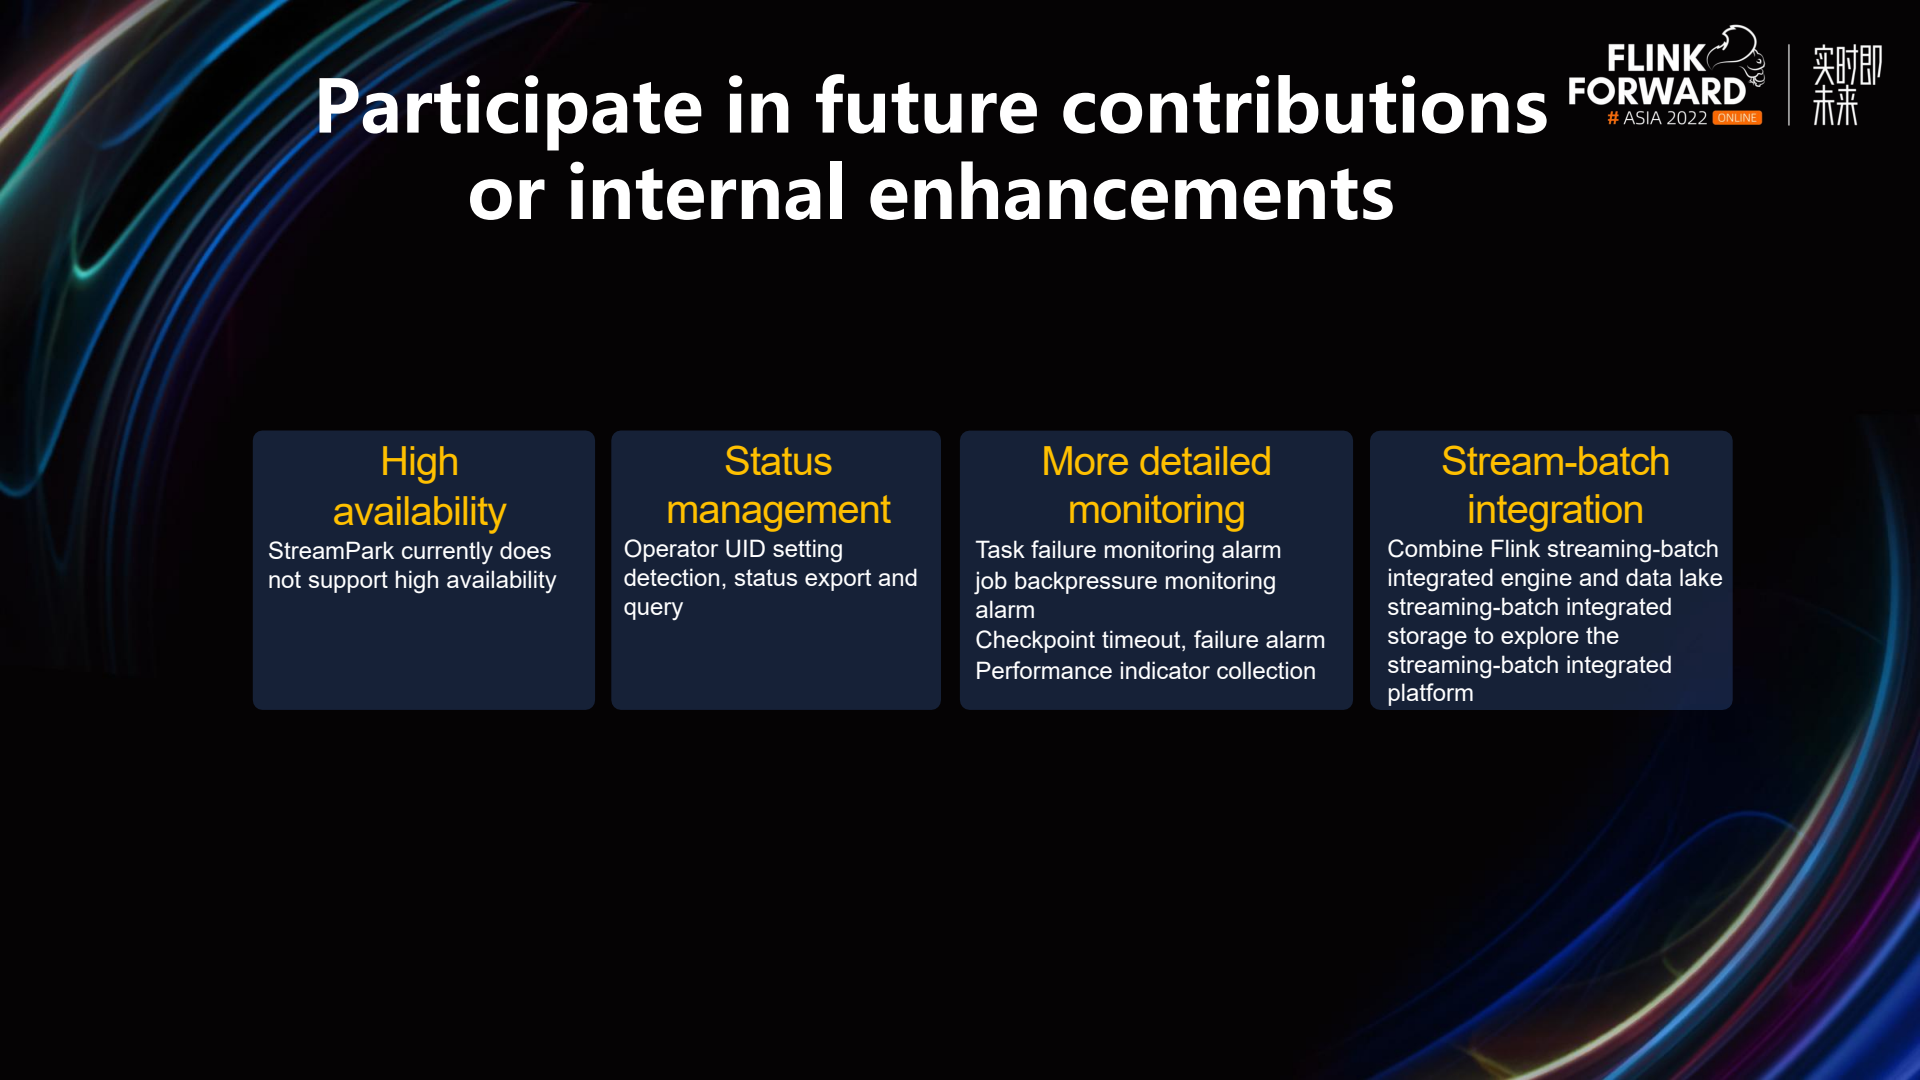 FLINK
FORWARD
# ASIA 2022 ONLINE
实时即
未来
Participate in future contributions
or internal enhancements
High
availability
StreamPark currently does
not support high availability
Status
management
Operator UID setting
detection, status export and
query
More detailed
monitoring
Task failure monitoring alarm
job backpressure monitoring
alarm
Checkpoint timeout, failure alarm
Performance indicator collection
Stream-batch
integration
Combine Flink streaming-batch
integrated engine and data lake
streaming-batch integrated
storage to explore the
streaming-batch integrated
platform